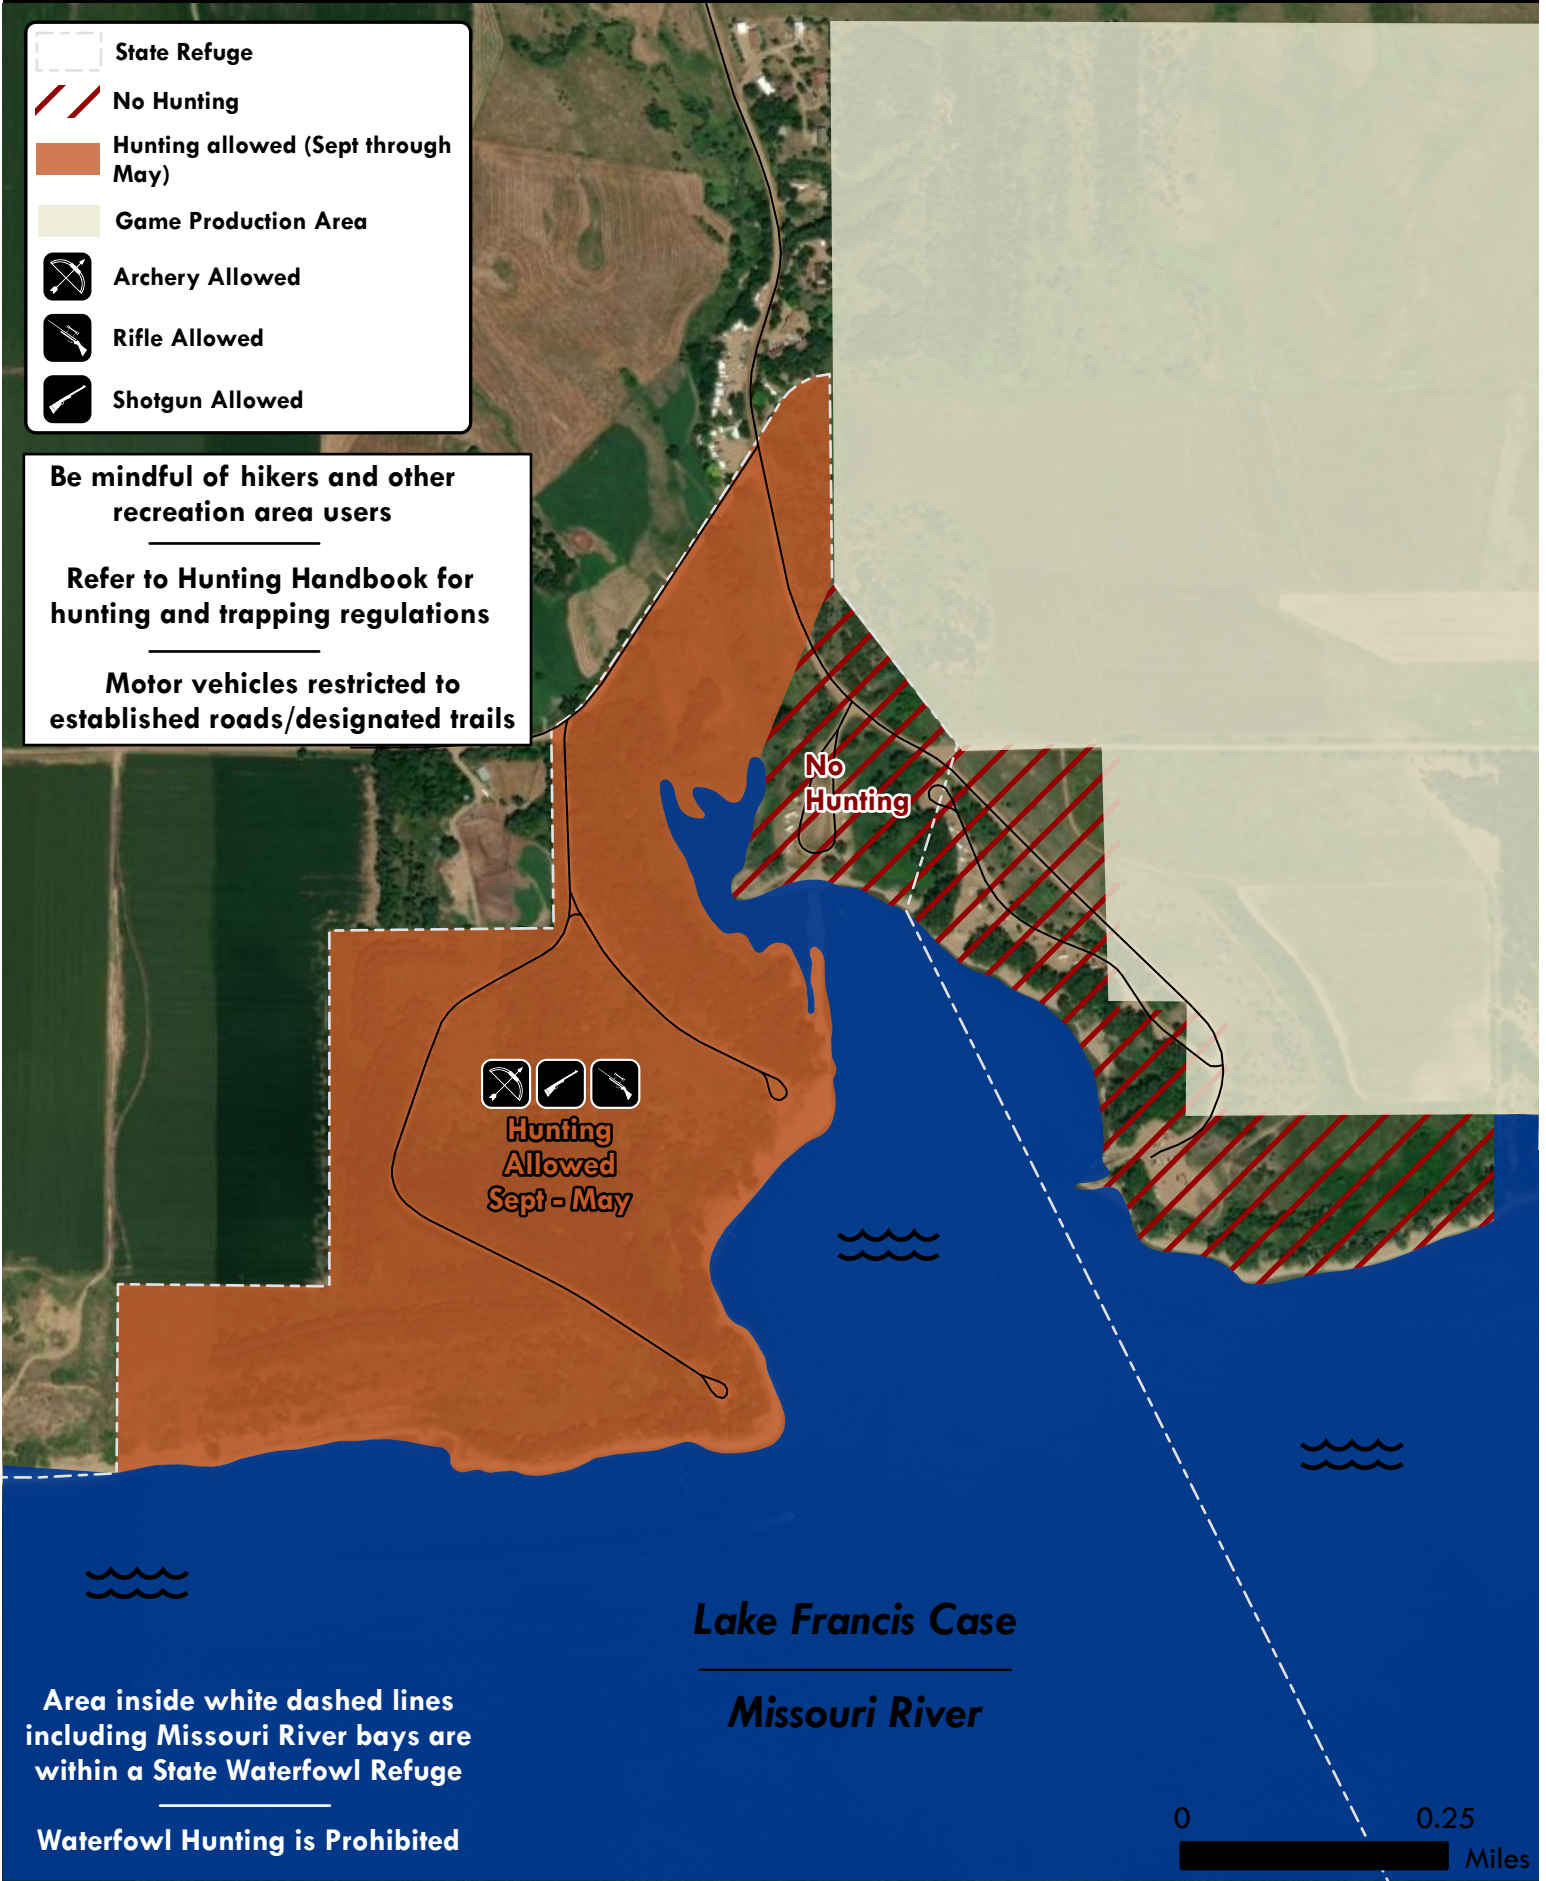 State Refuge
No Hunting
Hunting allowed (Sept through
May)
Game Production Area
Archery Allowed
Rifle Allowed
Shotgun Allowed
Be mindful of hikers and other
recreation area users
Refer to Hunting Handbook for
hunting and trapping regulations
Motor vehicles restricted to
established roads/designated trails
No
Hunting
Hunting
Allowed
Sept - May
Lake Francis Case
Missouri River
Area inside white dashed lines
including Missouri River bays are
within a State Waterfowl Refuge
Waterfowl Hunting is Prohibited
0 0.25
Miles